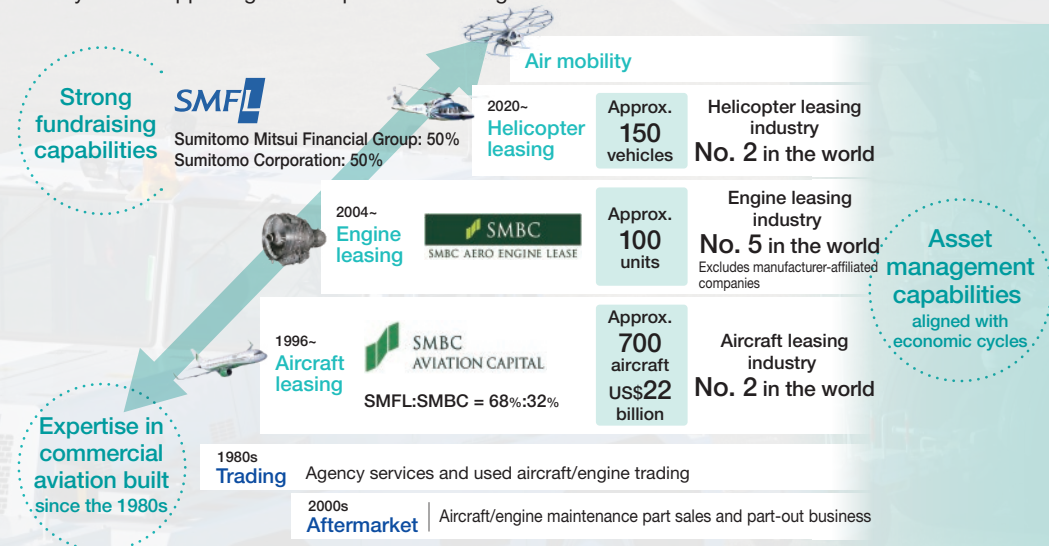 Air mobility
Strong
fundraising
capabilities
SMFL
Sumitomo Mitsui Financial Group: 50%
Sumitomo Corporation: 50%
2020~
Helicopter
leasing
Approx.
150
vehicles
Helicopter leasing
industry
No. 2 in the world
2004~
Engine
leasing
SMBC
SMBC AERO ENGINE LEASE
Approx.
100
units
Engine leasing
industry
No. 5 in the world
Excludes manufacturer-affiliated
companies
Asset
management
capabilities
aligned with
economic cycles
1996~
Aircraft
leasing
SMBC
AVIATION CAPITAL
SMFL:SMBC = 68%:32%
Approx.
700
aircraft
US$22
billion
Aircraft leasing
industry
No. 2 in the world
Expertise in
commercial
aviation built
since the 1980s
1980s
Trading
Agency services and used aircraft/engine trading
2000s
Aftermarket
Aircraft/engine maintenance part sales and part-out business